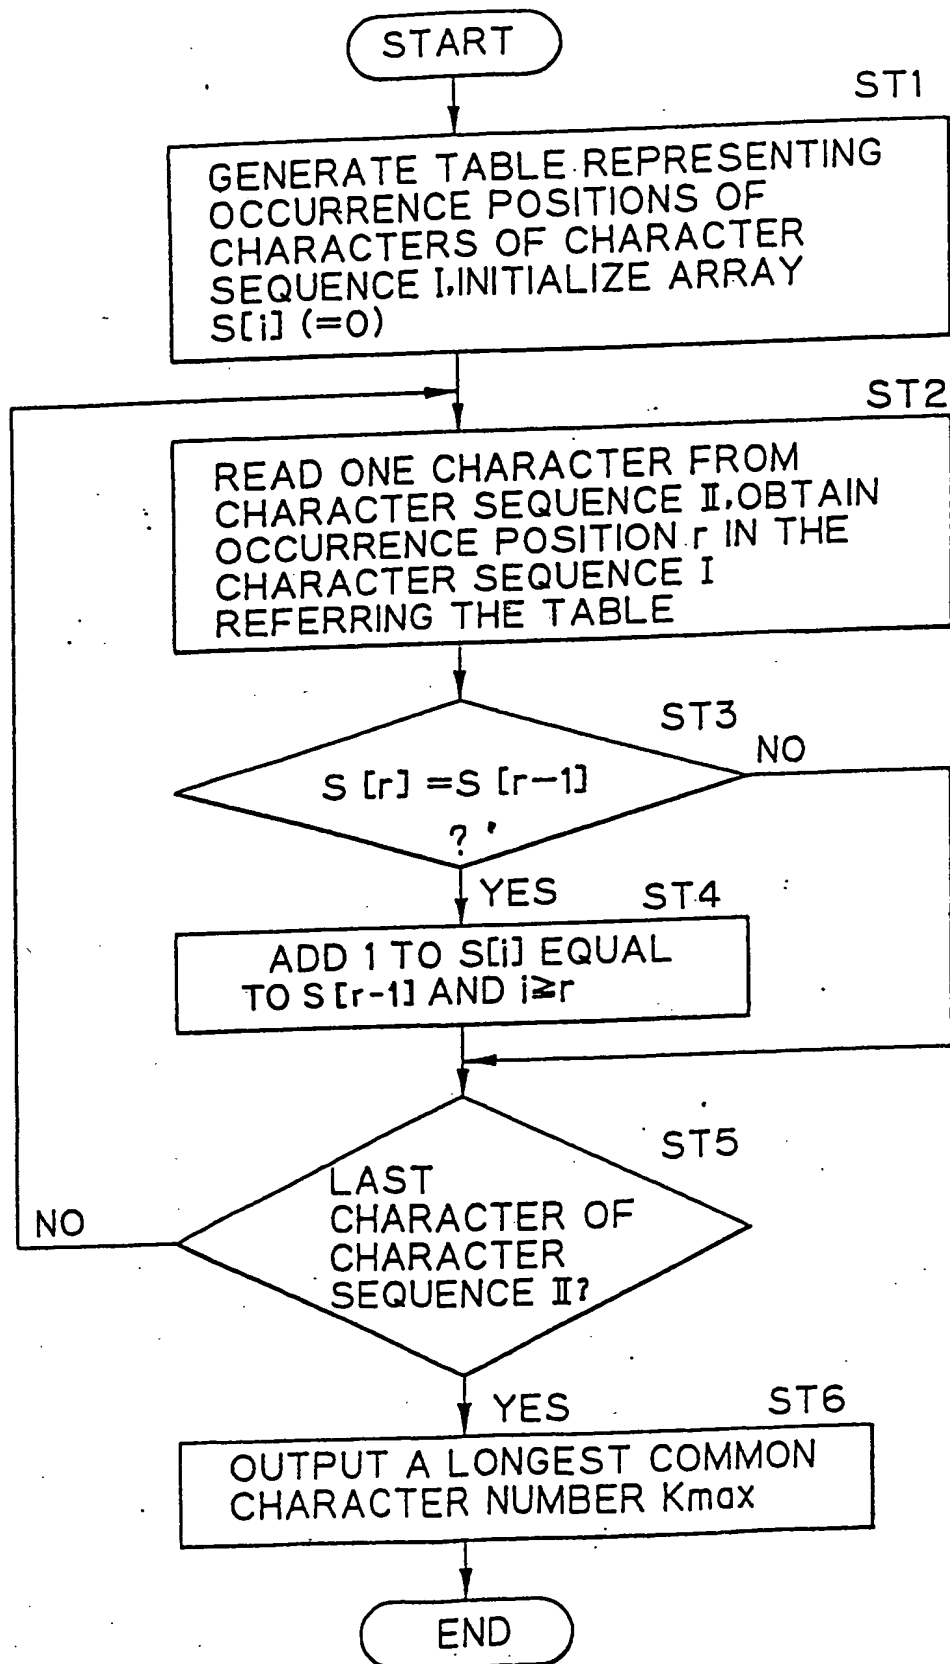 START
ST1
GENERATE TABLE REPRESENTING
OCCURRENCE POSITIONS OF
CHARACTERS OF CHARACTER
SEQUENCE I, INITIALIZE ARRAY
S[i] (=0)
ST2
READ ONE CHARACTER FROM
CHARACTER SEQUENCE II, OBTAIN
OCCURRENCE POSITION r IN THE
CHARACTER SEQUENCE I
REFERRING THE TABLE
ST3
S [r] =S [r-1]
?
NO
YES
ST4
ADD 1 TO S[i] EQUAL
TO S [r-1] AND i≧r
ST5
LAST
CHARACTER OF
CHARACTER
SEQUENCE II?
NO
YES
ST6
OUTPUT A LONGEST COMMON
CHARACTER NUMBER Kmax
END